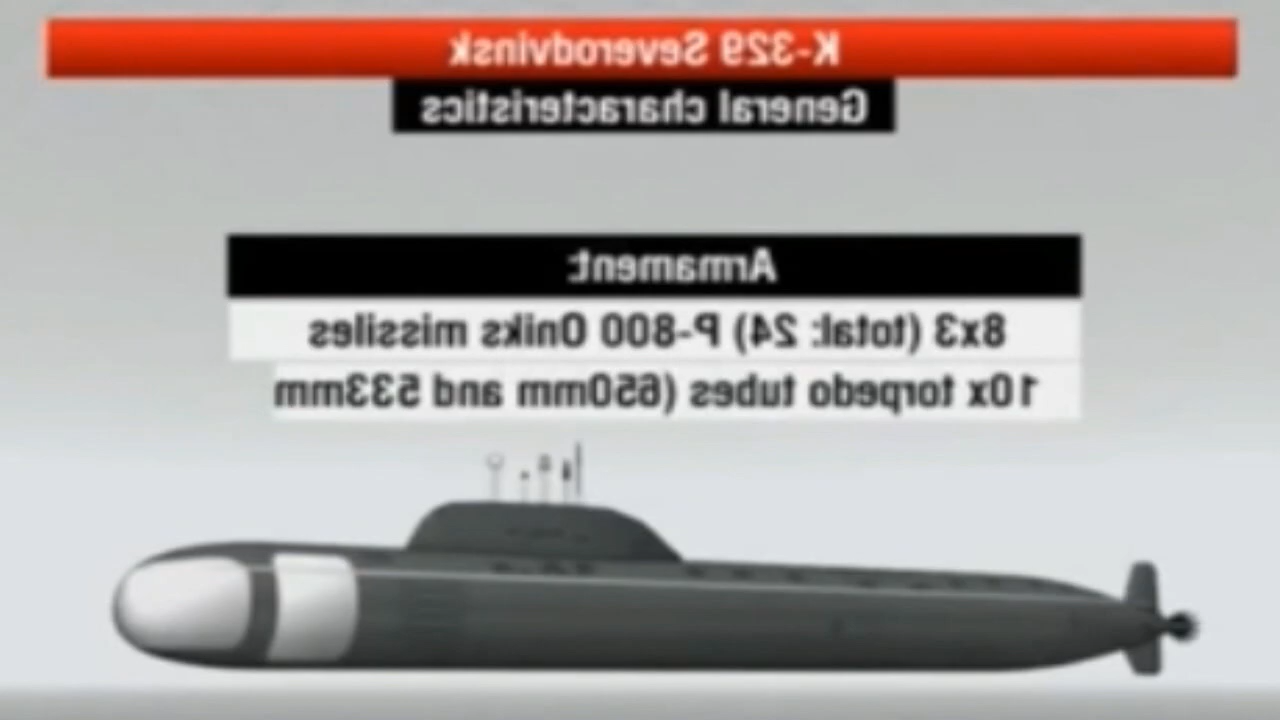 K-329 Severodvinsk
General characteristics
Armament:
8x3 (total: 24) P-800 Oniks missiles
10x torpedo tubes (650mm and 533mm